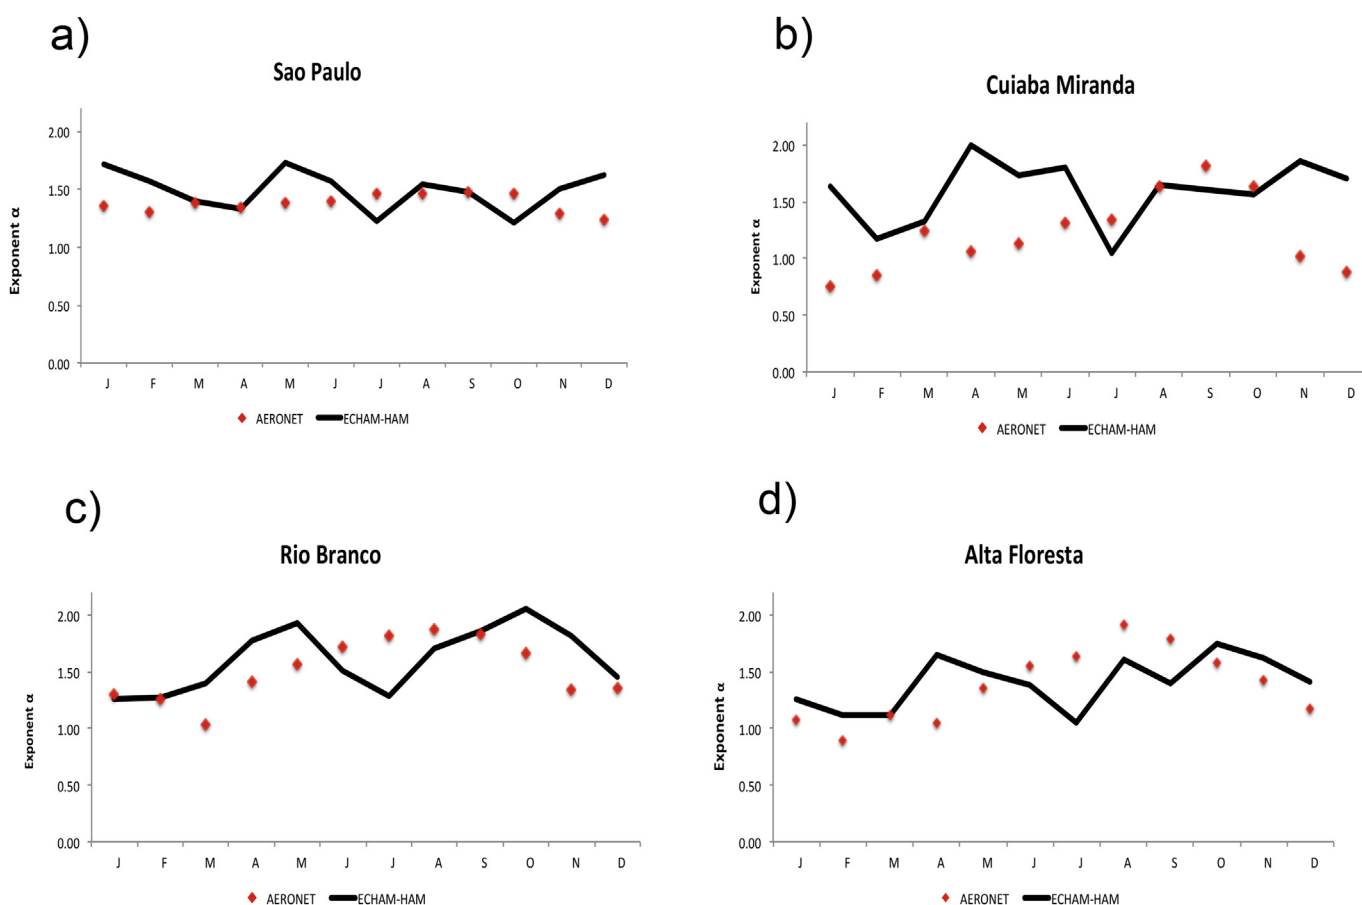 a)
Sao Paulo
2.00
1.50
1.00
0.50
0.00
Exponent α
J F M A M J J A S O N D
AERONET ECHAM-HAM
b)
Cuiaba Miranda
2.00
1.50
1.00
0.50
0.00
Exponent α
J F M A M J J A S O N D
AERONET ECHAM-HAM
c)
Rio Branco
2.00
1.50
1.00
0.50
0.00
Exponent α
J F M A M J J A S O N D
AERONET ECHAM-HAM
d)
Alta Floresta
2.00
1.50
1.00
0.50
0.00
Exponent α
J F M A M J J A S O N D
AERONET ECHAM-HAM